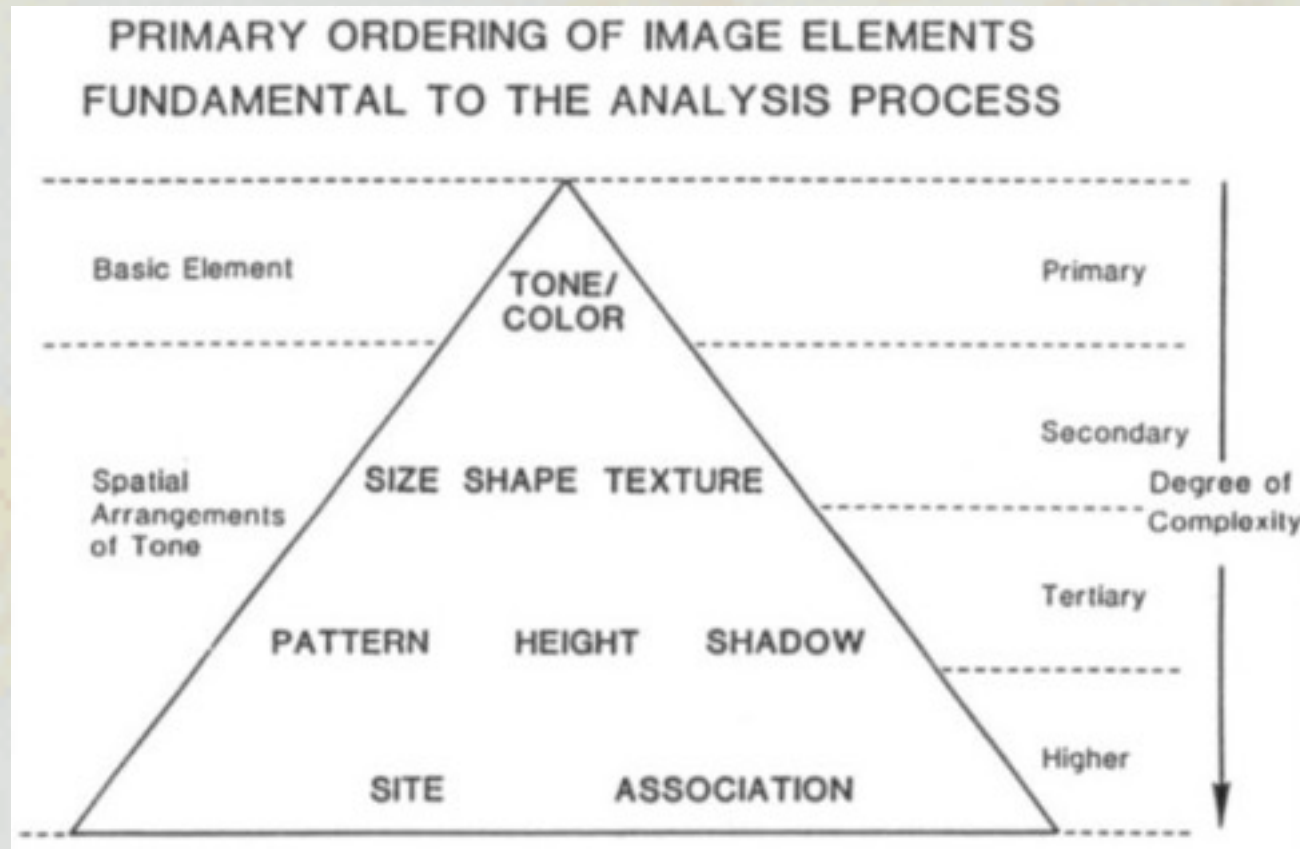 PRIMARY ORDERING OF IMAGE ELEMENTS
FUNDAMENTAL TO THE ANALYSIS PROCESS
Basic Element
TONE/
COLOR
Primary
Secondary
Spatial
Arrangements
of Tone
SIZE SHAPE TEXTURE
Degree of
Complexity
Tertiary
PATTERN HEIGHT SHADOW
Higher
SITE ASSOCIATION